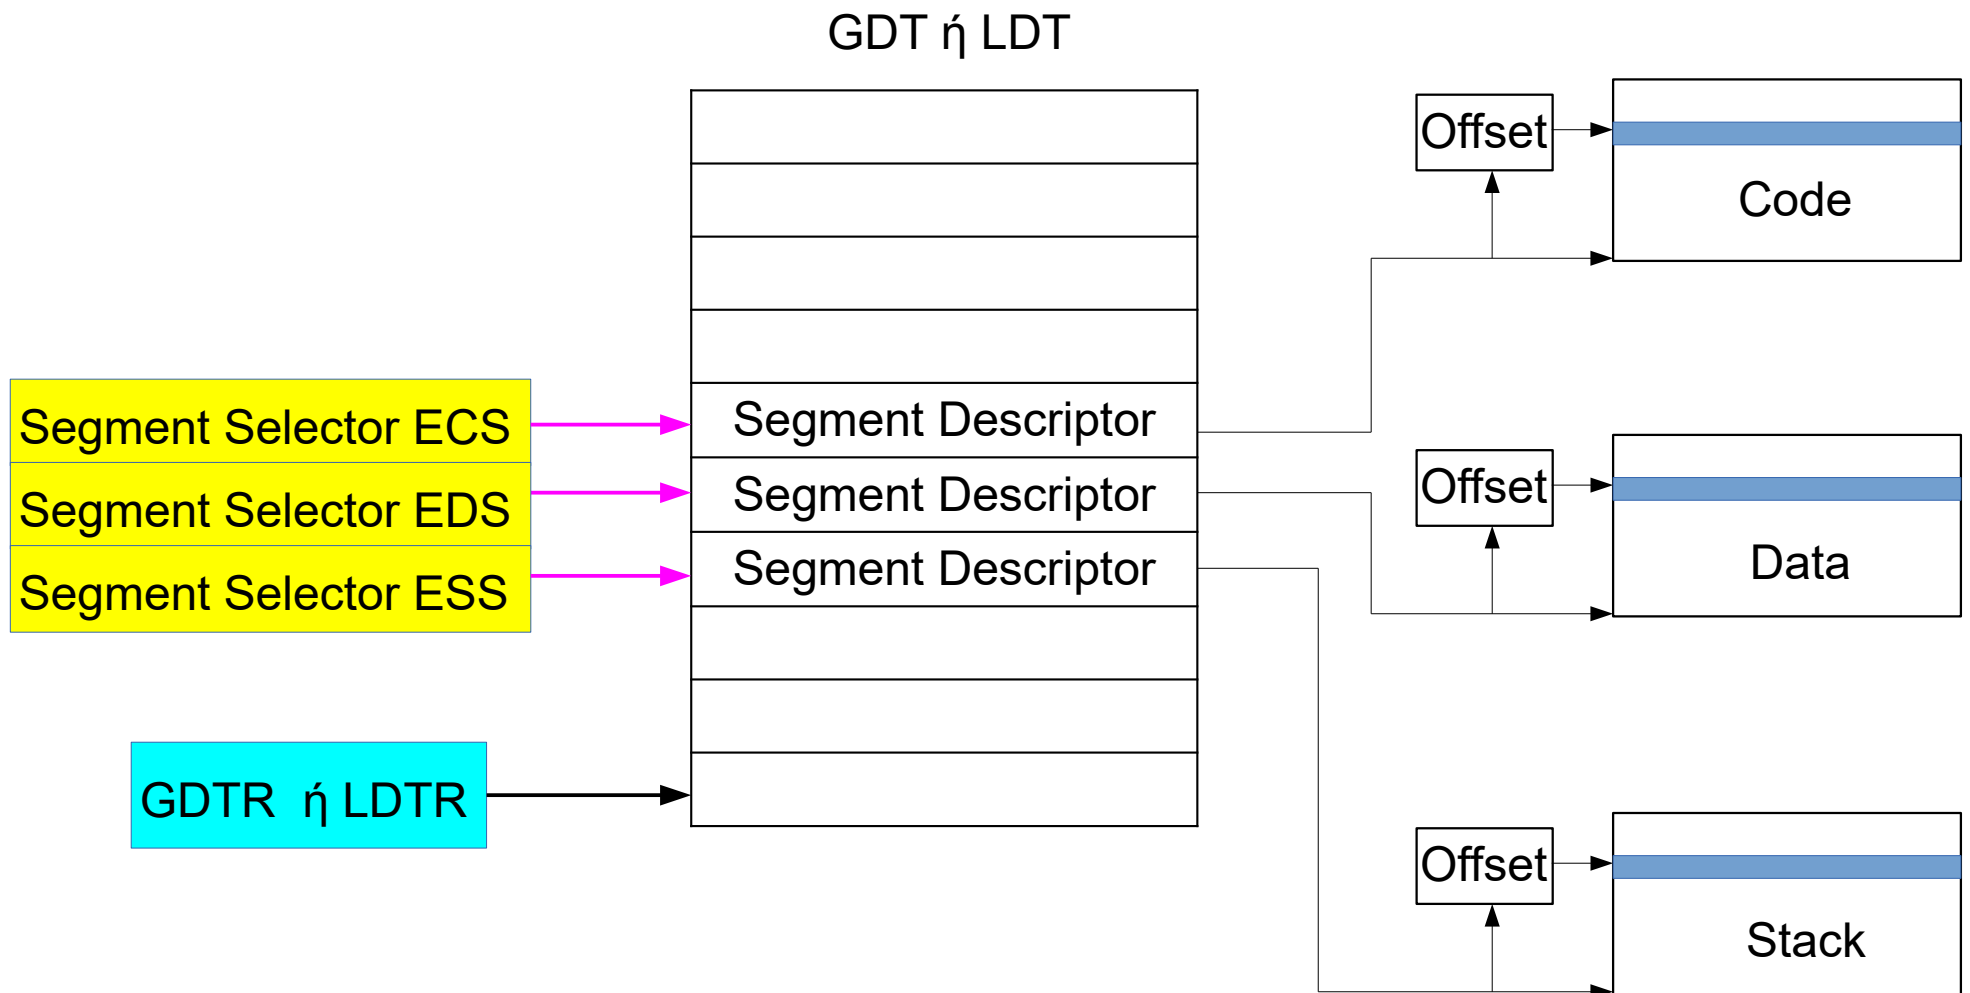 GDT ή LDT
Offset
Code
Segment Selector ECS
Segment Selector EDS
Segment Selector ESS
Segment Descriptor
Segment Descriptor
Segment Descriptor
Offset
Data
GDTR ή LDTR
Offset
Stack